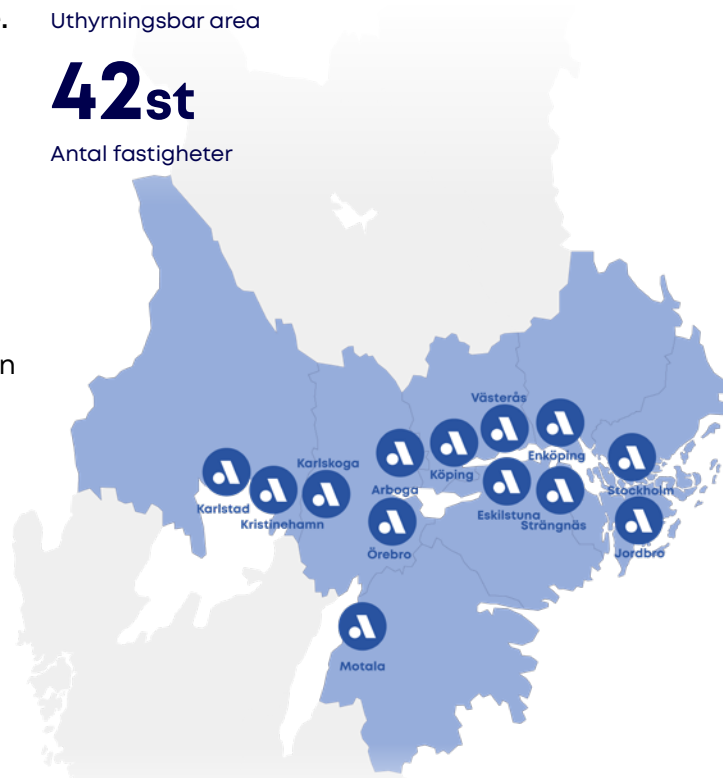 .
Uthyrningsbar area
42st
Antal fastigheter
n
Västerås
Enköping
Karlskoga
Köping
Arboga
Stockholm
Karlstad
Eskilstuna
Kristinehamn
Strängnäs
Örebro
Jordbro
Motala